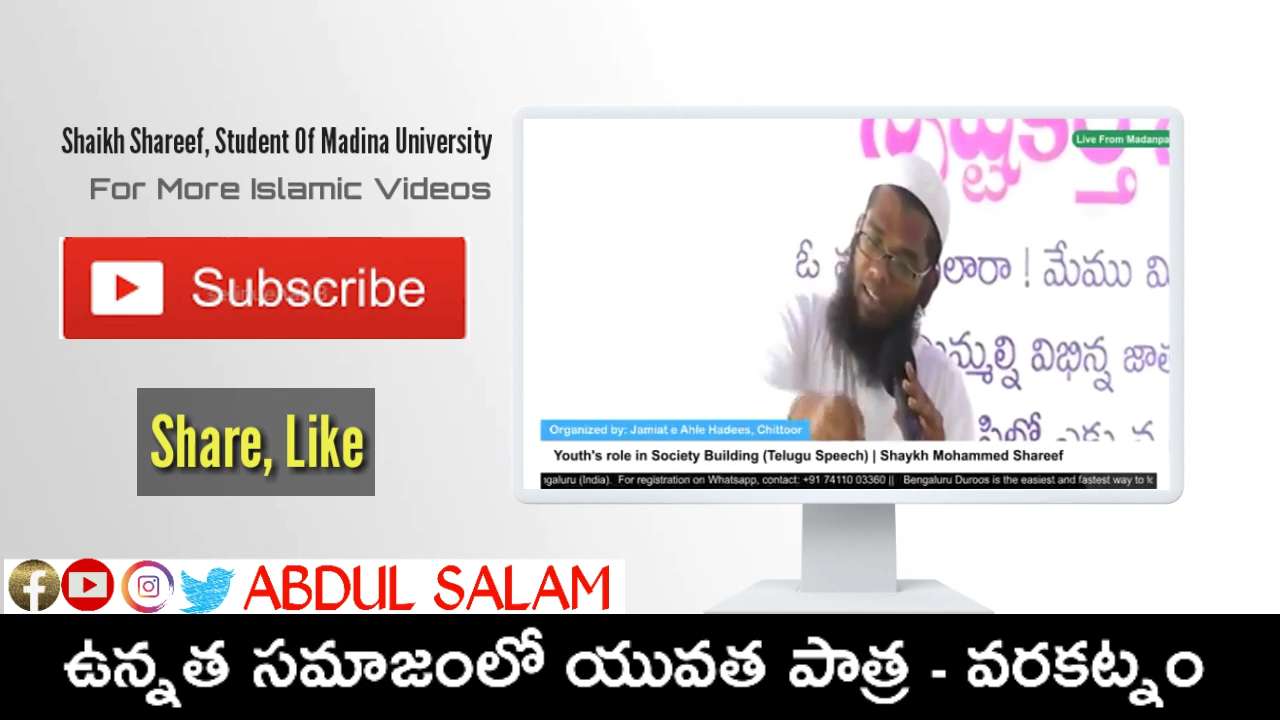 Shaikh Shareef, Student Of Madina University
For More Islamic Videos
Subscribe
Share, Like
Live From Madanpa
ఓ
లారా ! మేము మి
విభిన్న జాత
Organized by: Jamiat e Ahle Hadees, Chittoor
Youth's role in Society Building (Telugu Speech) | Shaykh Mohammed Shareef
ngaluru (India). For registration on Whatsapp, contact: +91 74110 03360 || Bengaluru Duroos is the easiest and fastest way to
ABDUL SALAM
ఉన్నత సమాజంలో యువత పాత్ర - వరకట్నం